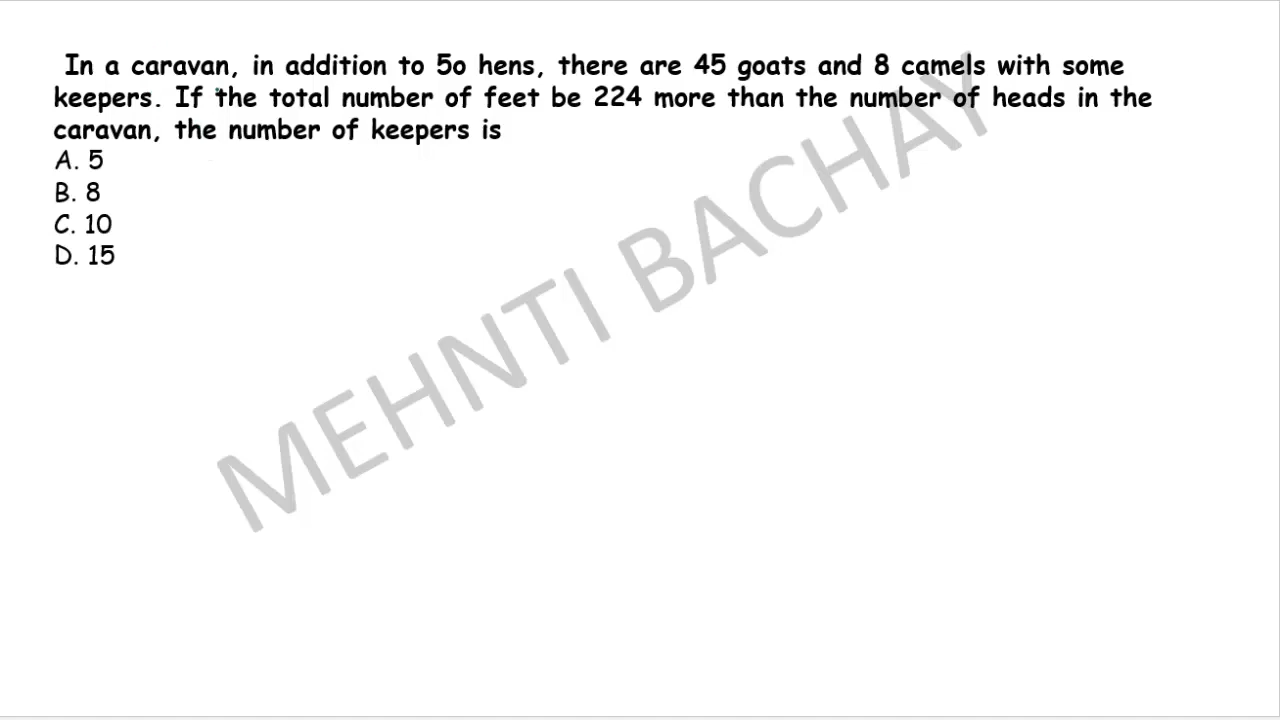 In a caravan, in addition to 5o hens, there are 45 goats and 8 camels with some
keepers. If the total number of feet be 224 more than the number of heads in the
caravan, the number of keepers is
A. 5
B. 8
C. 10
D. 15
MEHNTI BACHAY